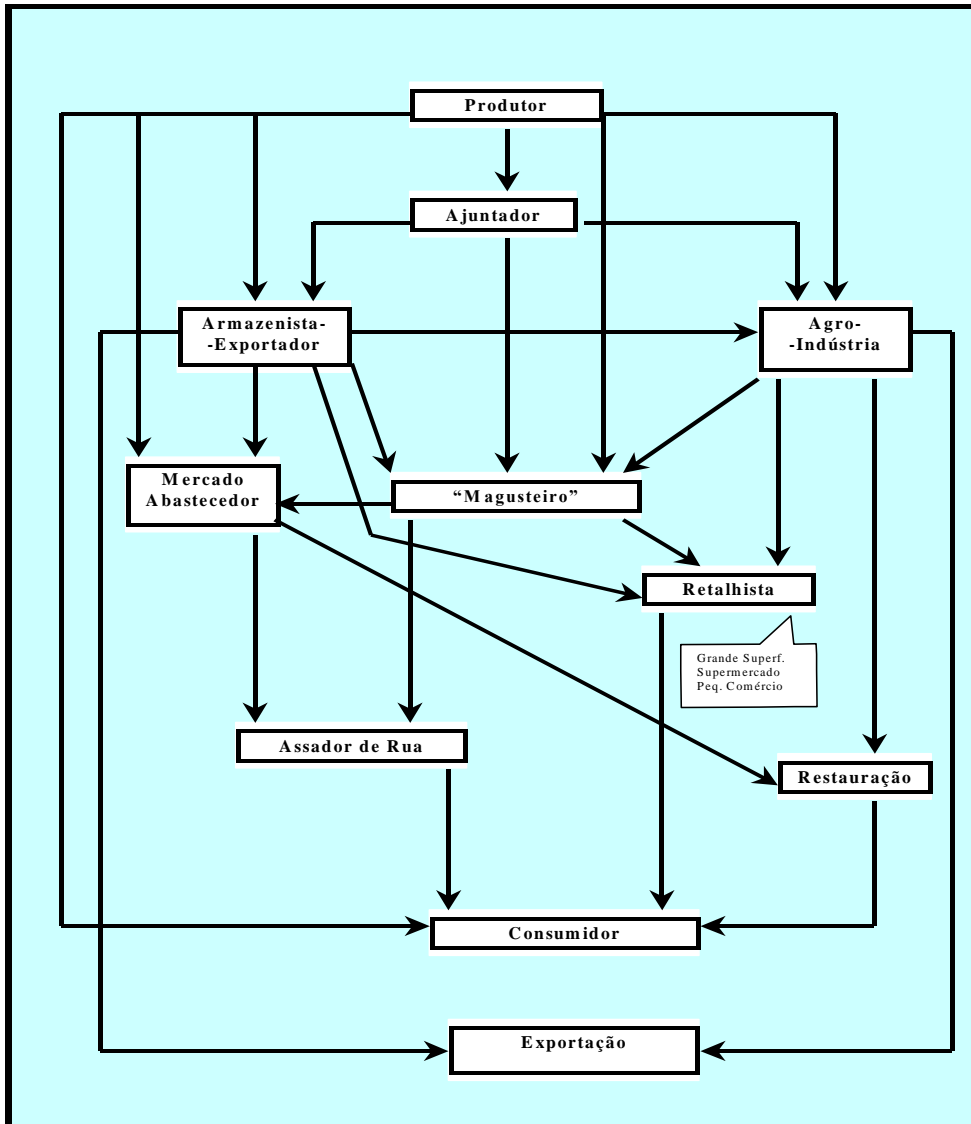 Produtor
Ajuntador
Armazenista-
-Exportador
Agro-
-Indústria
Mercado
Abastecedor
“Magusteiro”
Retalhista
Grande Superf.
Supermercado
Peq. Comércio
Assador de Rua
Restauração
Consumidor
Exportação